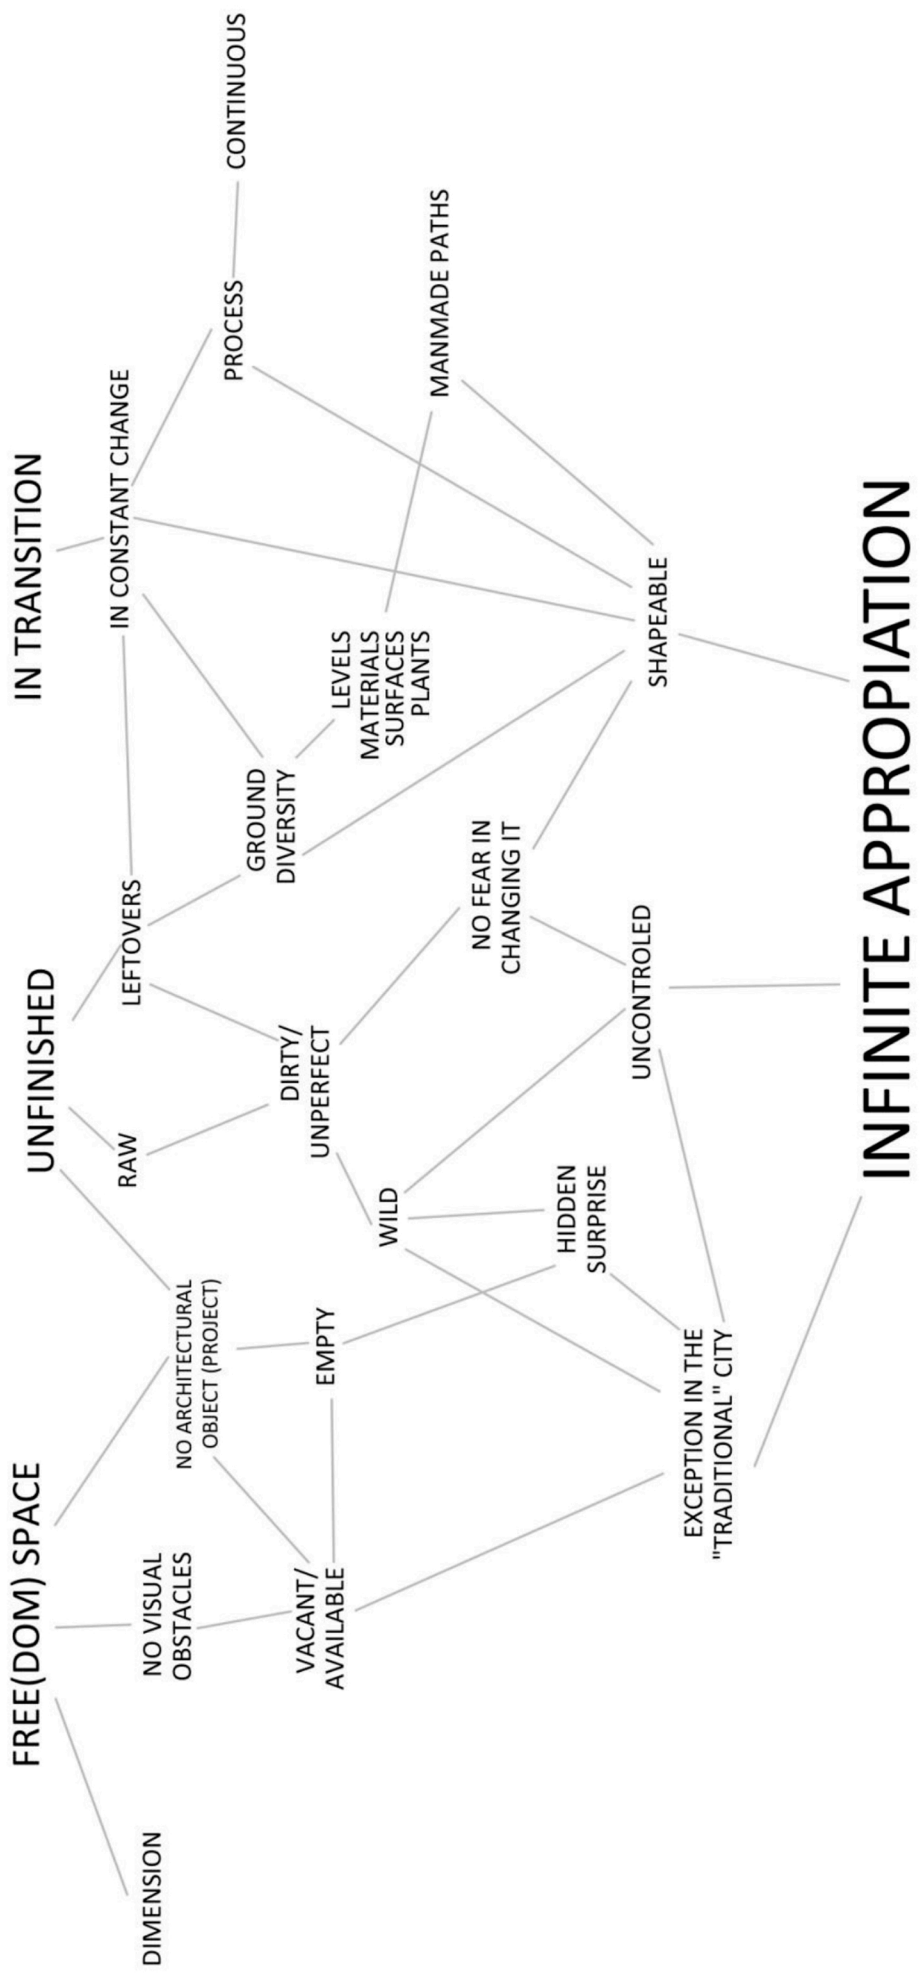 FREE(DOM) SPACE
UNFINISHED
IN TRANSITION
DIMENSION
NO VISUAL
OBSTACLES
NO ARCHITECTURAL
OBJECT (PROJECT)
RAW
LEFTOVERS
IN CONSTANT CHANGE
VACANT/
AVAILABLE
EMPTY
DIRTY/
UNPERFECT
GROUND
DIVERSITY
PROCESS
CONTINUOUS
WILD
LEVELS
MATERIALS
SURFACES
PLANTS
MANMADE PATHS
HIDDEN
SURPRISE
NO FEAR IN
CHANGING IT
EXCEPTION IN THE
"TRADITIONAL" CITY
UNCONTROLED
SHAPEABLE
INFINITE APPROPIATION